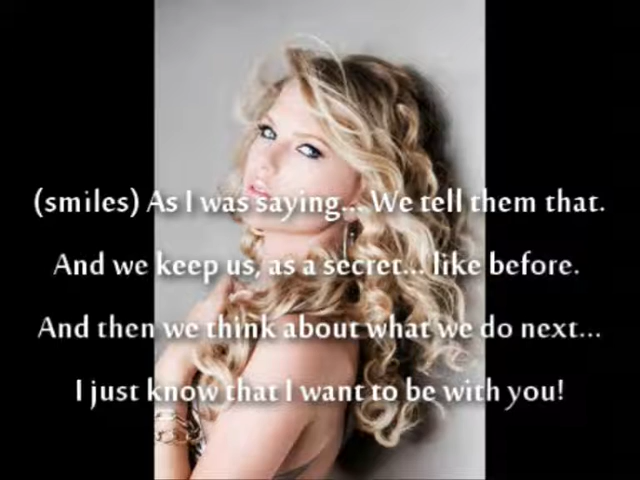 (smiles) As I was saying... We tell them that.
And we keep us, as a secret... like before.
And then we think about what we do next...
I just know that I want to be with you!